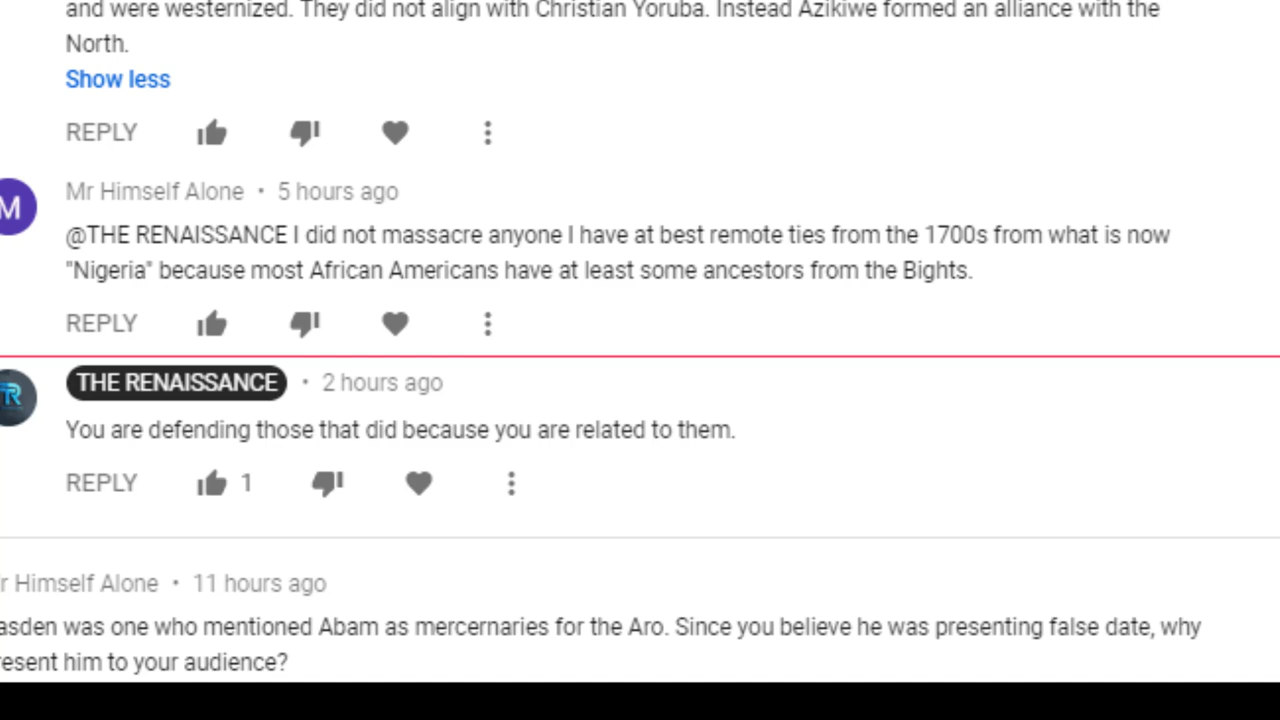 and were westernized. They did not align with Christian Yoruba. Instead Azikiwe formed an alliance with the
North.
Show less
REPLY
M
Mr Himself Alone • 5 hours ago
@THE RENAISSANCE I did not massacre anyone I have at best remote ties from the 1700s from what is now
"Nigeria" because most African Americans have at least some ancestors from the Bights.
REPLY
R
THE RENAISSANCE • 2 hours ago
You are defending those that did because you are related to them.
REPLY 1
r Himself Alone • 11 hours ago
asden was one who mentioned Abam as mercernaries for the Aro. Since you believe he was presenting false date, why
resent him to your audience?